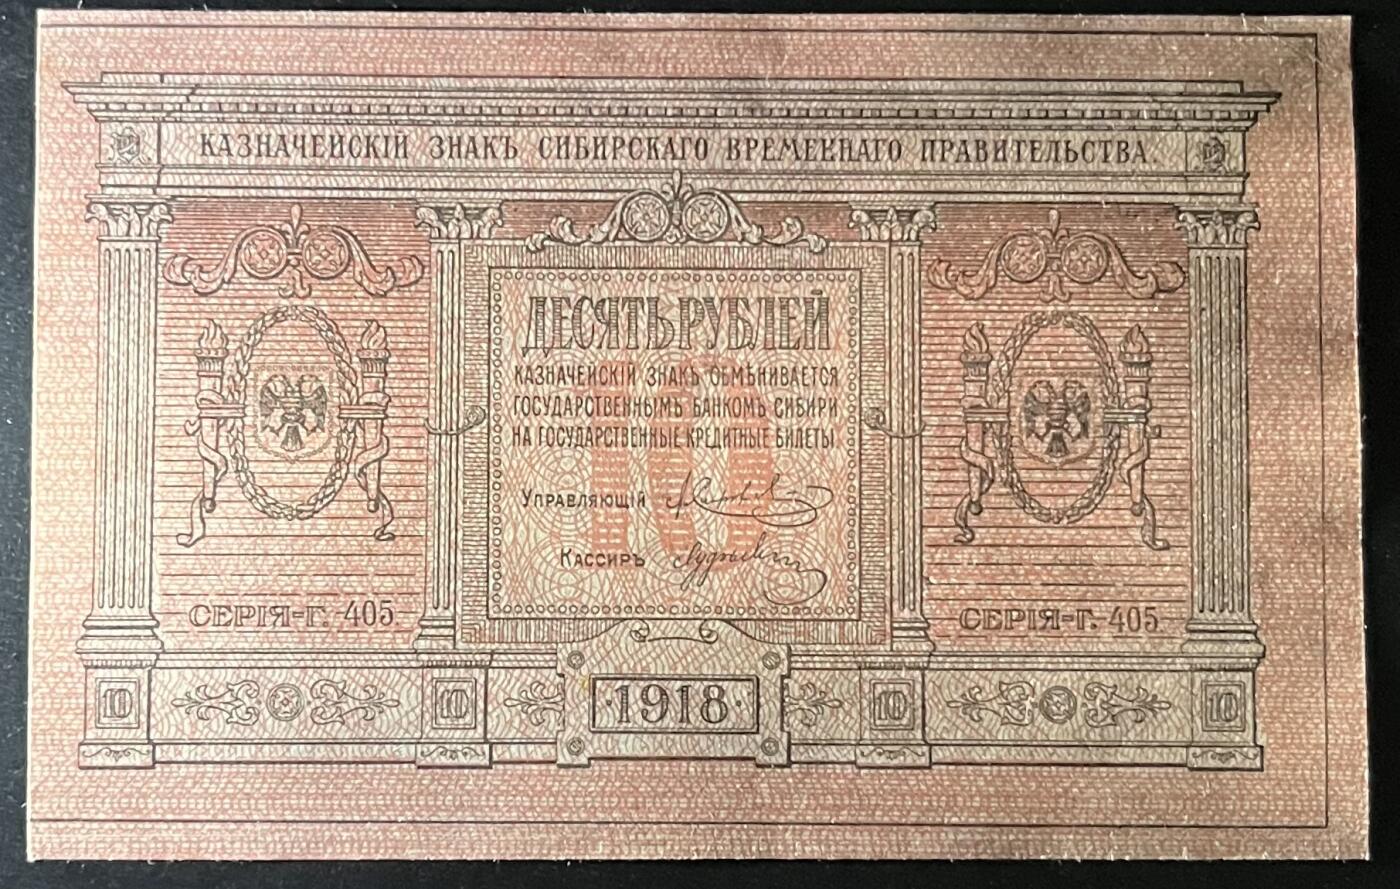 КАЗНАЧЕЙСКІЙ ЗНАКЪ СИБИРСКАГО ВРЕМЕННАГО ПРАВИТЕЛЬСТВА.
ДЕСЯТЬ РУБЛЕЙ
КАЗНАЧЕЙСКІЙ ЗНАКЪ ОБМѢНИВАЕТСЯ
ГОСУДАРСТВЕННЫМЪ БАНКОМЪ СИБИРИ
НА ГОСУДАРСТВЕННЫЕ КРЕДИТНЫЕ БИЛЕТЫ
10
УПРАВЛЯЮЩІЙ
КАССИРЪ
СЕРІЯ-Г. 405.
СЕРІЯ-Г. 405.
10
10
·1918·
10
10